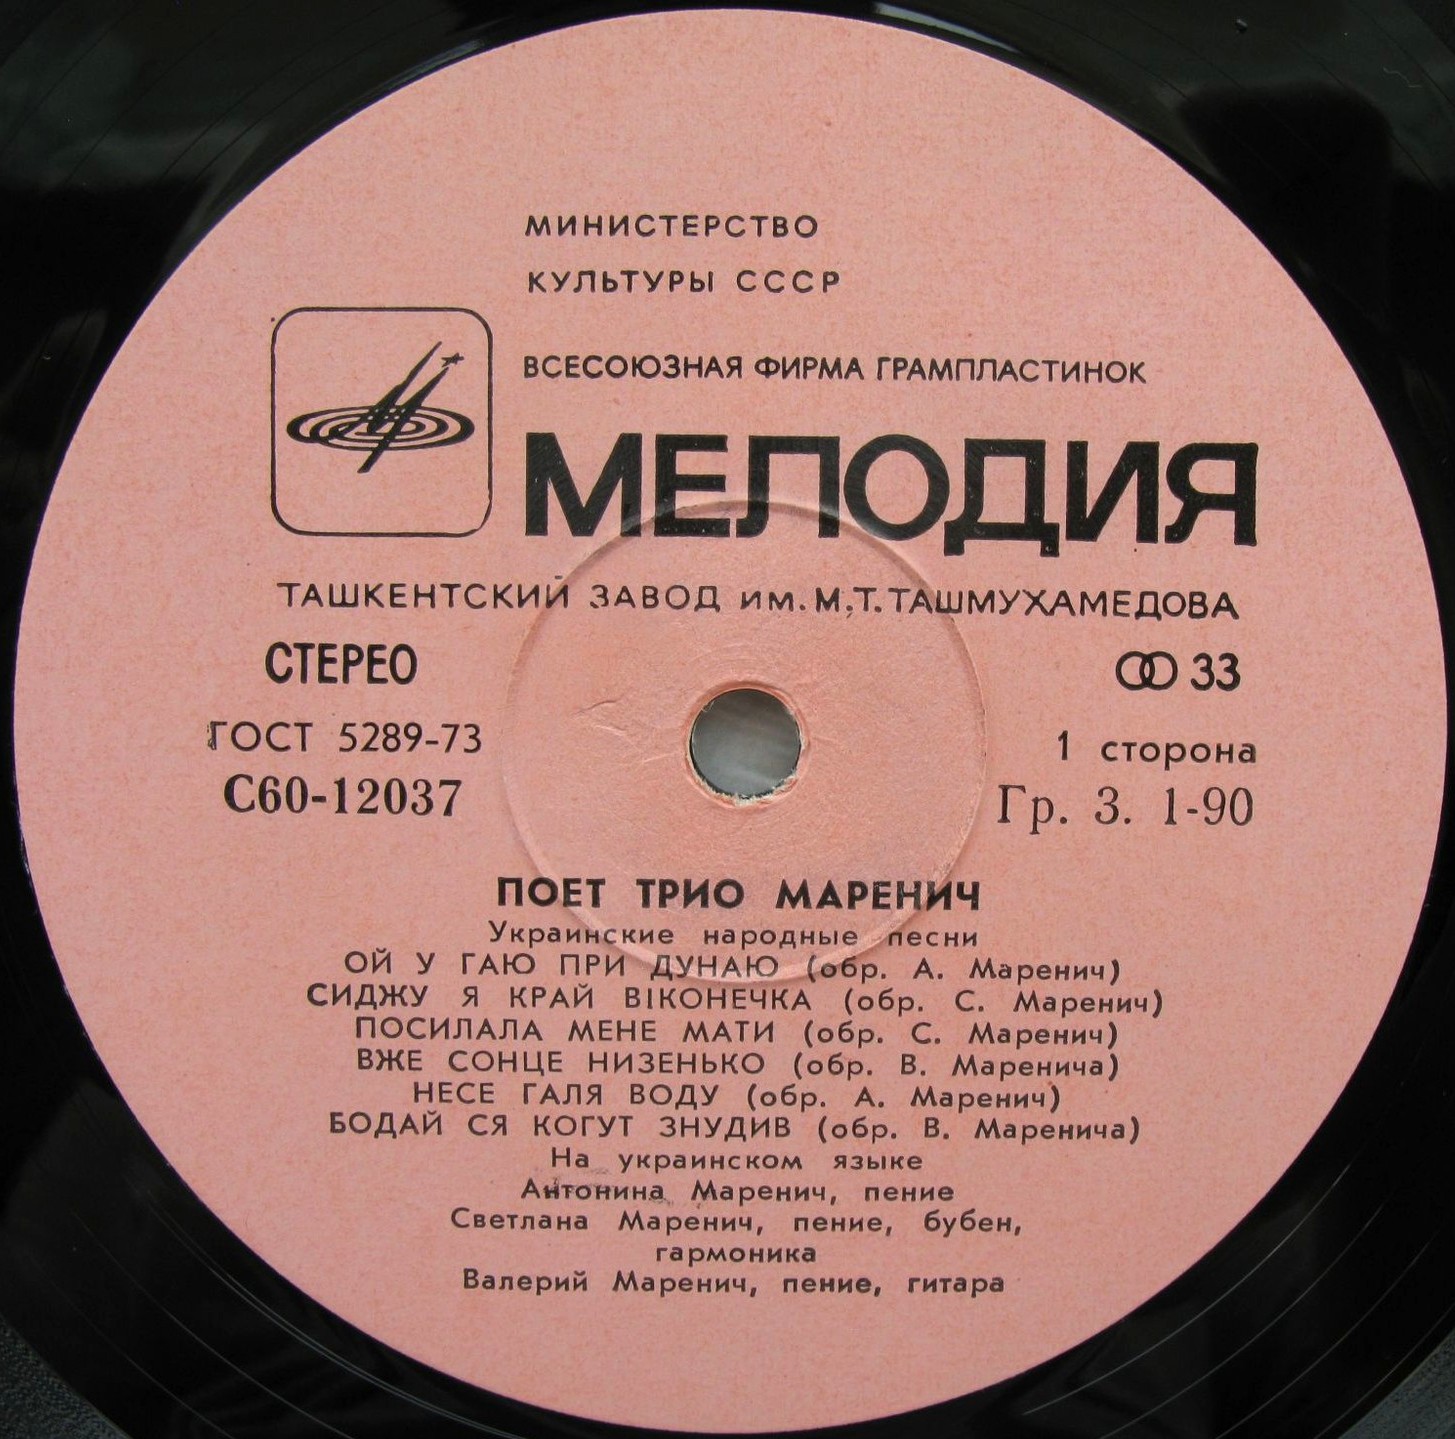 МИНИСТЕРСТВО
КУЛЬТУРЫ СССР
ВСЕСОЮЗНАЯ ФИРМА ГРАМПЛАСТИНОК
МЕЛОДИЯ
ТАШКЕНТСКИЙ ЗАВОД им. М.Т. ТАШМУХАМЕДОВА
СТЕРЕО
33
ГОСТ 5289-73
1 сторона
С60-12037
Гр. 3. 1-90
ПОЕТ ТРИО МАРЕНИЧ
Украинские народные песни
ОЙ У ГАЮ ПРИ ДУНАЮ (обр. А. Маренич)
СИДЖУ Я КРАЙ ВІКОНЕЧКА (обр. С. Маренич)
ПОСИЛАЛА МЕНЕ МАТИ (обр. С. Маренич)
ВЖЕ СОНЦЕ НИЗЕНЬКО (обр. В. Маренича)
НЕСЕ ГАЛЯ ВОДУ (обр. А. Маренич)
БОДАЙ СЯ КОГУТ ЗНУДИВ (обр. В. Маренича)
На украинском языке
Антонина Маренич, пение
Светлана Маренич, пение, бубен,
гармоника
Валерий Маренич, пение, гитара